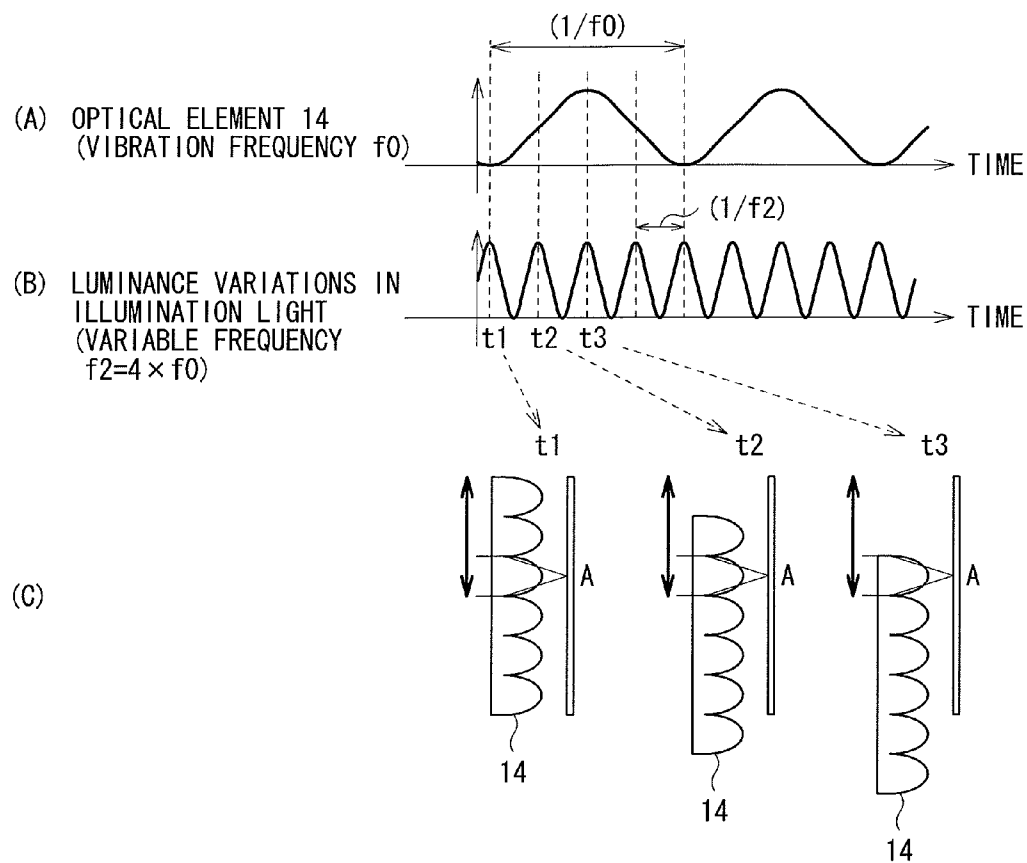 (1/f0)
(A) OPTICAL ELEMENT 14
(VIBRATION FREQUENCY f0)
TIME
(1/f2)
(B) LUMINANCE VARIATIONS IN
ILLUMINATION LIGHT
(VARIABLE FREQUENCY
f2=4×f0)
TIME
t1 t2 t3
t1 t2 t3
(C)
A A A
14 14 14